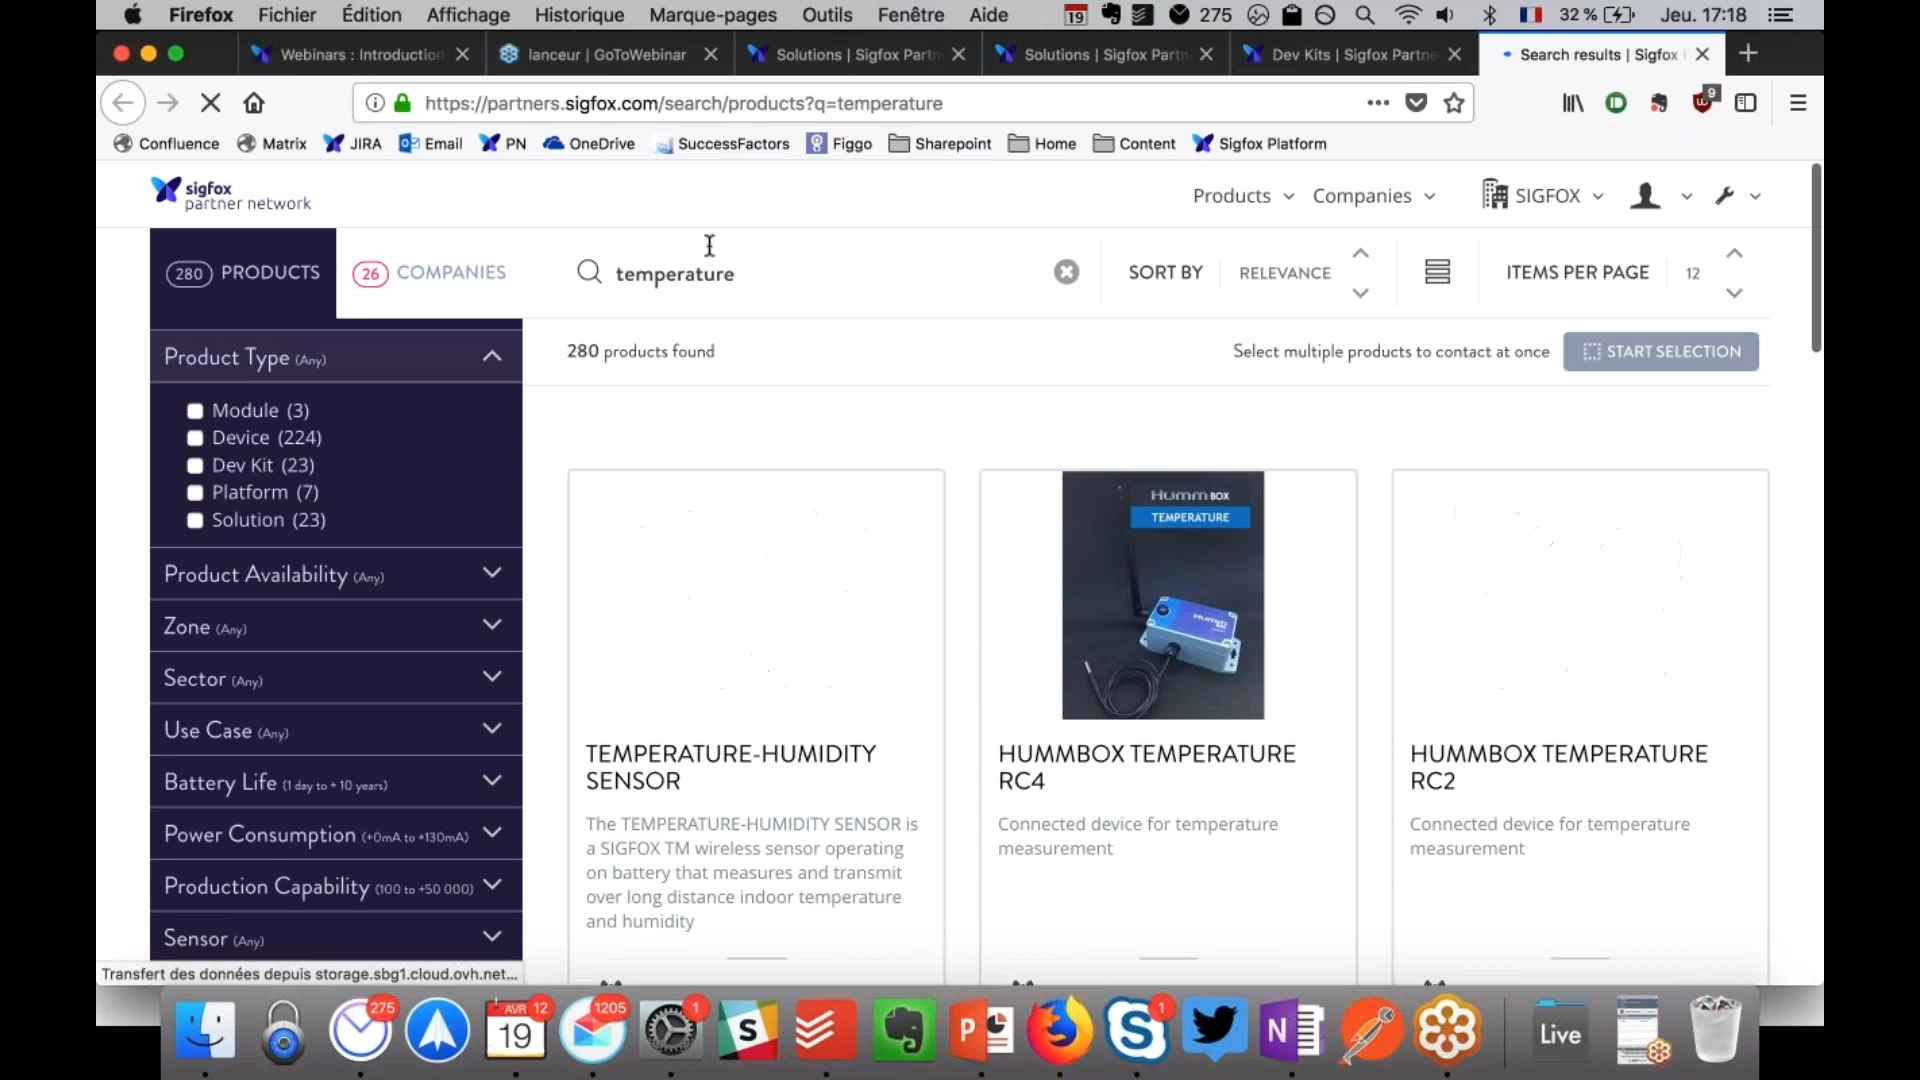 Firefox Fichier Édition Affichage Historique Marque-pages Outils Fenêtre Aide 19 275 32 % Jeu. 17:18
Webinars : Introduction lanceur | GoToWebinar Solutions | Sigfox Partn Solutions | Sigfox Partn Dev Kits | Sigfox Partne Search results | Sigfox
https://partners.sigfox.com/search/products?q=temperature 9
Confluence Matrix JIRA Email PN OneDrive SuccessFactors Figgo Sharepoint Home Content Sigfox Platform
sigfox
partner network
Products Companies SIGFOX
280 PRODUCTS 26 COMPANIES temperature SORT BY RELEVANCE ITEMS PER PAGE 12
280 products found Select multiple products to contact at once START SELECTION
Product Type (Any)
Module (3)
Device (224)
Dev Kit (23)
Platform (7)
Solution (23)
Product Availability (Any)
Zone (Any)
Sector (Any)
Use Case (Any)
Battery Life (1 day to + 10 years)
Power Consumption (+0mA to +130mA)
Production Capability (100 to +50 000)
Sensor (Any)
Humm BOX
TEMPERATURE
TEMPERATURE-HUMIDITY
SENSOR
The TEMPERATURE-HUMIDITY SENSOR is
a SIGFOX TM wireless sensor operating
on battery that measures and transmit
over long distance indoor temperature
and humidity
HUMMBOX TEMPERATURE
RC4
Connected device for temperature
measurement
HUMMBOX TEMPERATURE
RC2
Connected device for temperature
measurement
Transfert des données depuis storage.sbg1.cloud.ovh.net...
275 AVR 12 19 1205 1 S P 1 S N Live